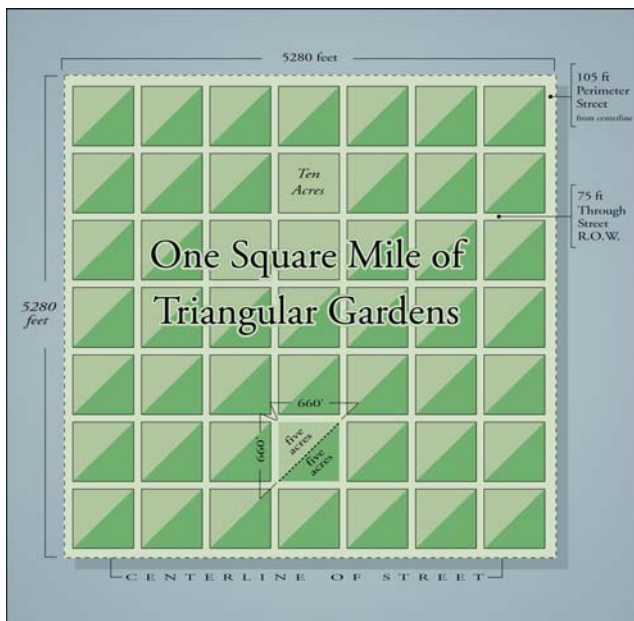 5280 feet
105 ft
Perimeter
Street
from centerline
Ten
Acres
75 ft
Through
Street
R.O.W.
One Square Mile of
Triangular Gardens
5280
feet
660'
660'
five
acres
five
acres
CENTERLINE OF STREET